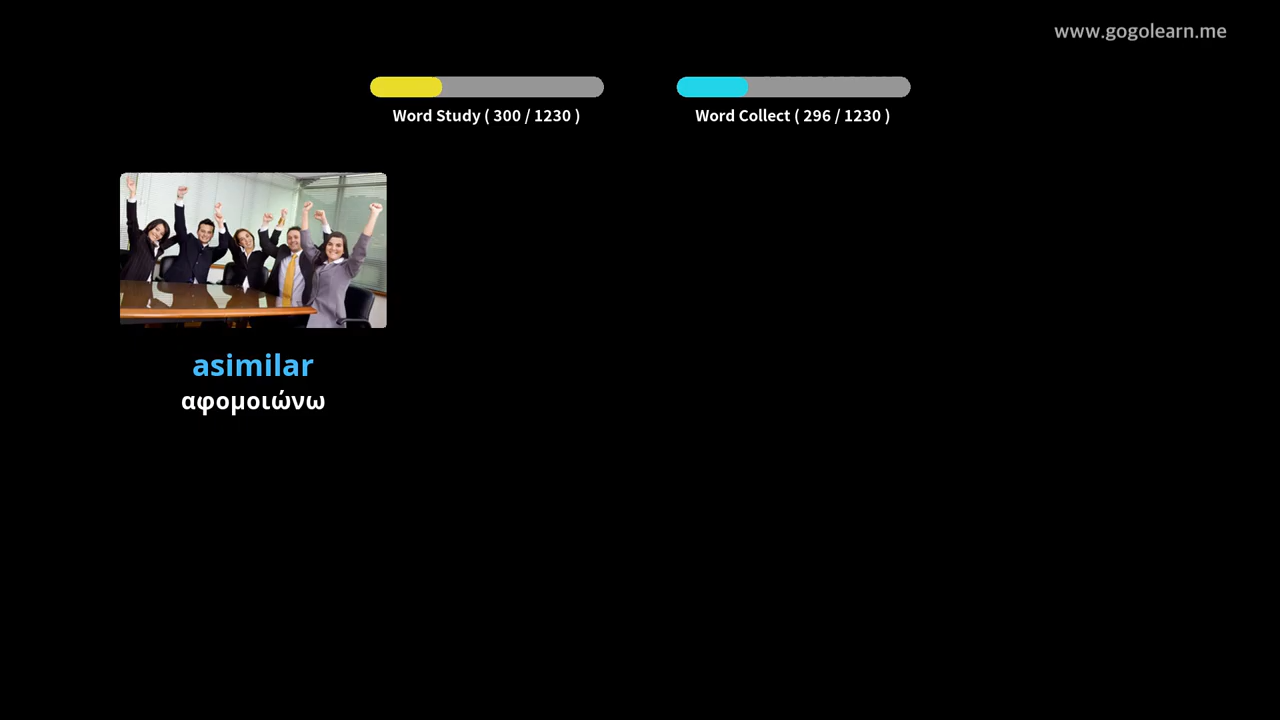 www.gogolearn.me
Word Study ( 300 / 1230 )
Word Collect ( 296 / 1230 )
asimilar
αφομοιώνω